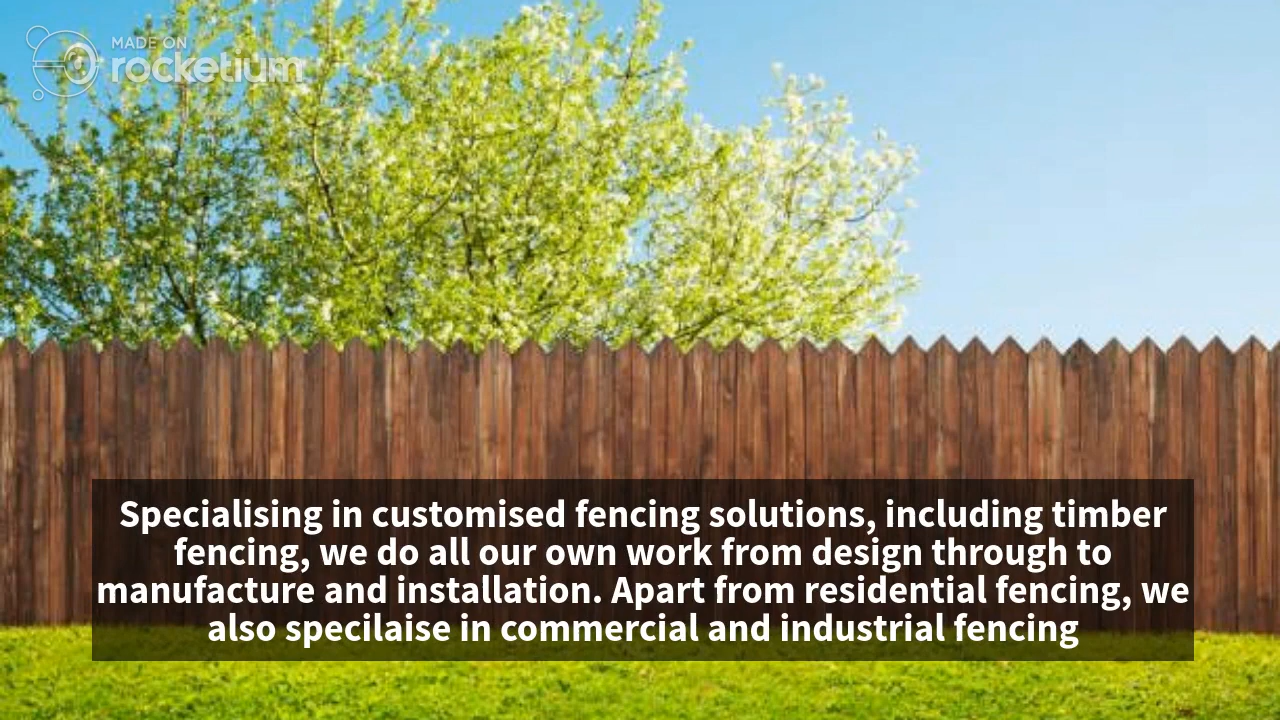 MADE ON
rocketium
Specialising in customised fencing solutions, including timber
fencing, we do all our own work from design through to
manufacture and installation. Apart from residential fencing, we
also specilaise in commercial and industrial fencing